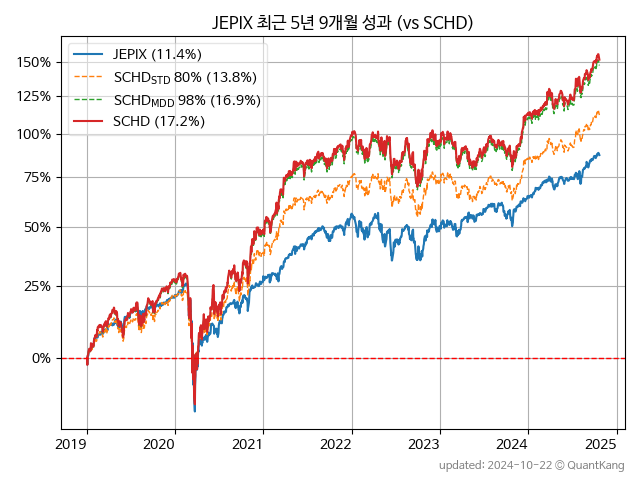 JEPIX 최근 5년 9개월 성과 (vs SCHD)
JEPIX (11.4%)
SCHD_STD 80% (13.8%)
SCHD_MDD 98% (16.9%)
SCHD (17.2%)
150%
125%
100%
75%
50%
25%
0%
2019 2020 2021 2022 2023 2024 2025
updated: 2024-10-22 © QuantKang